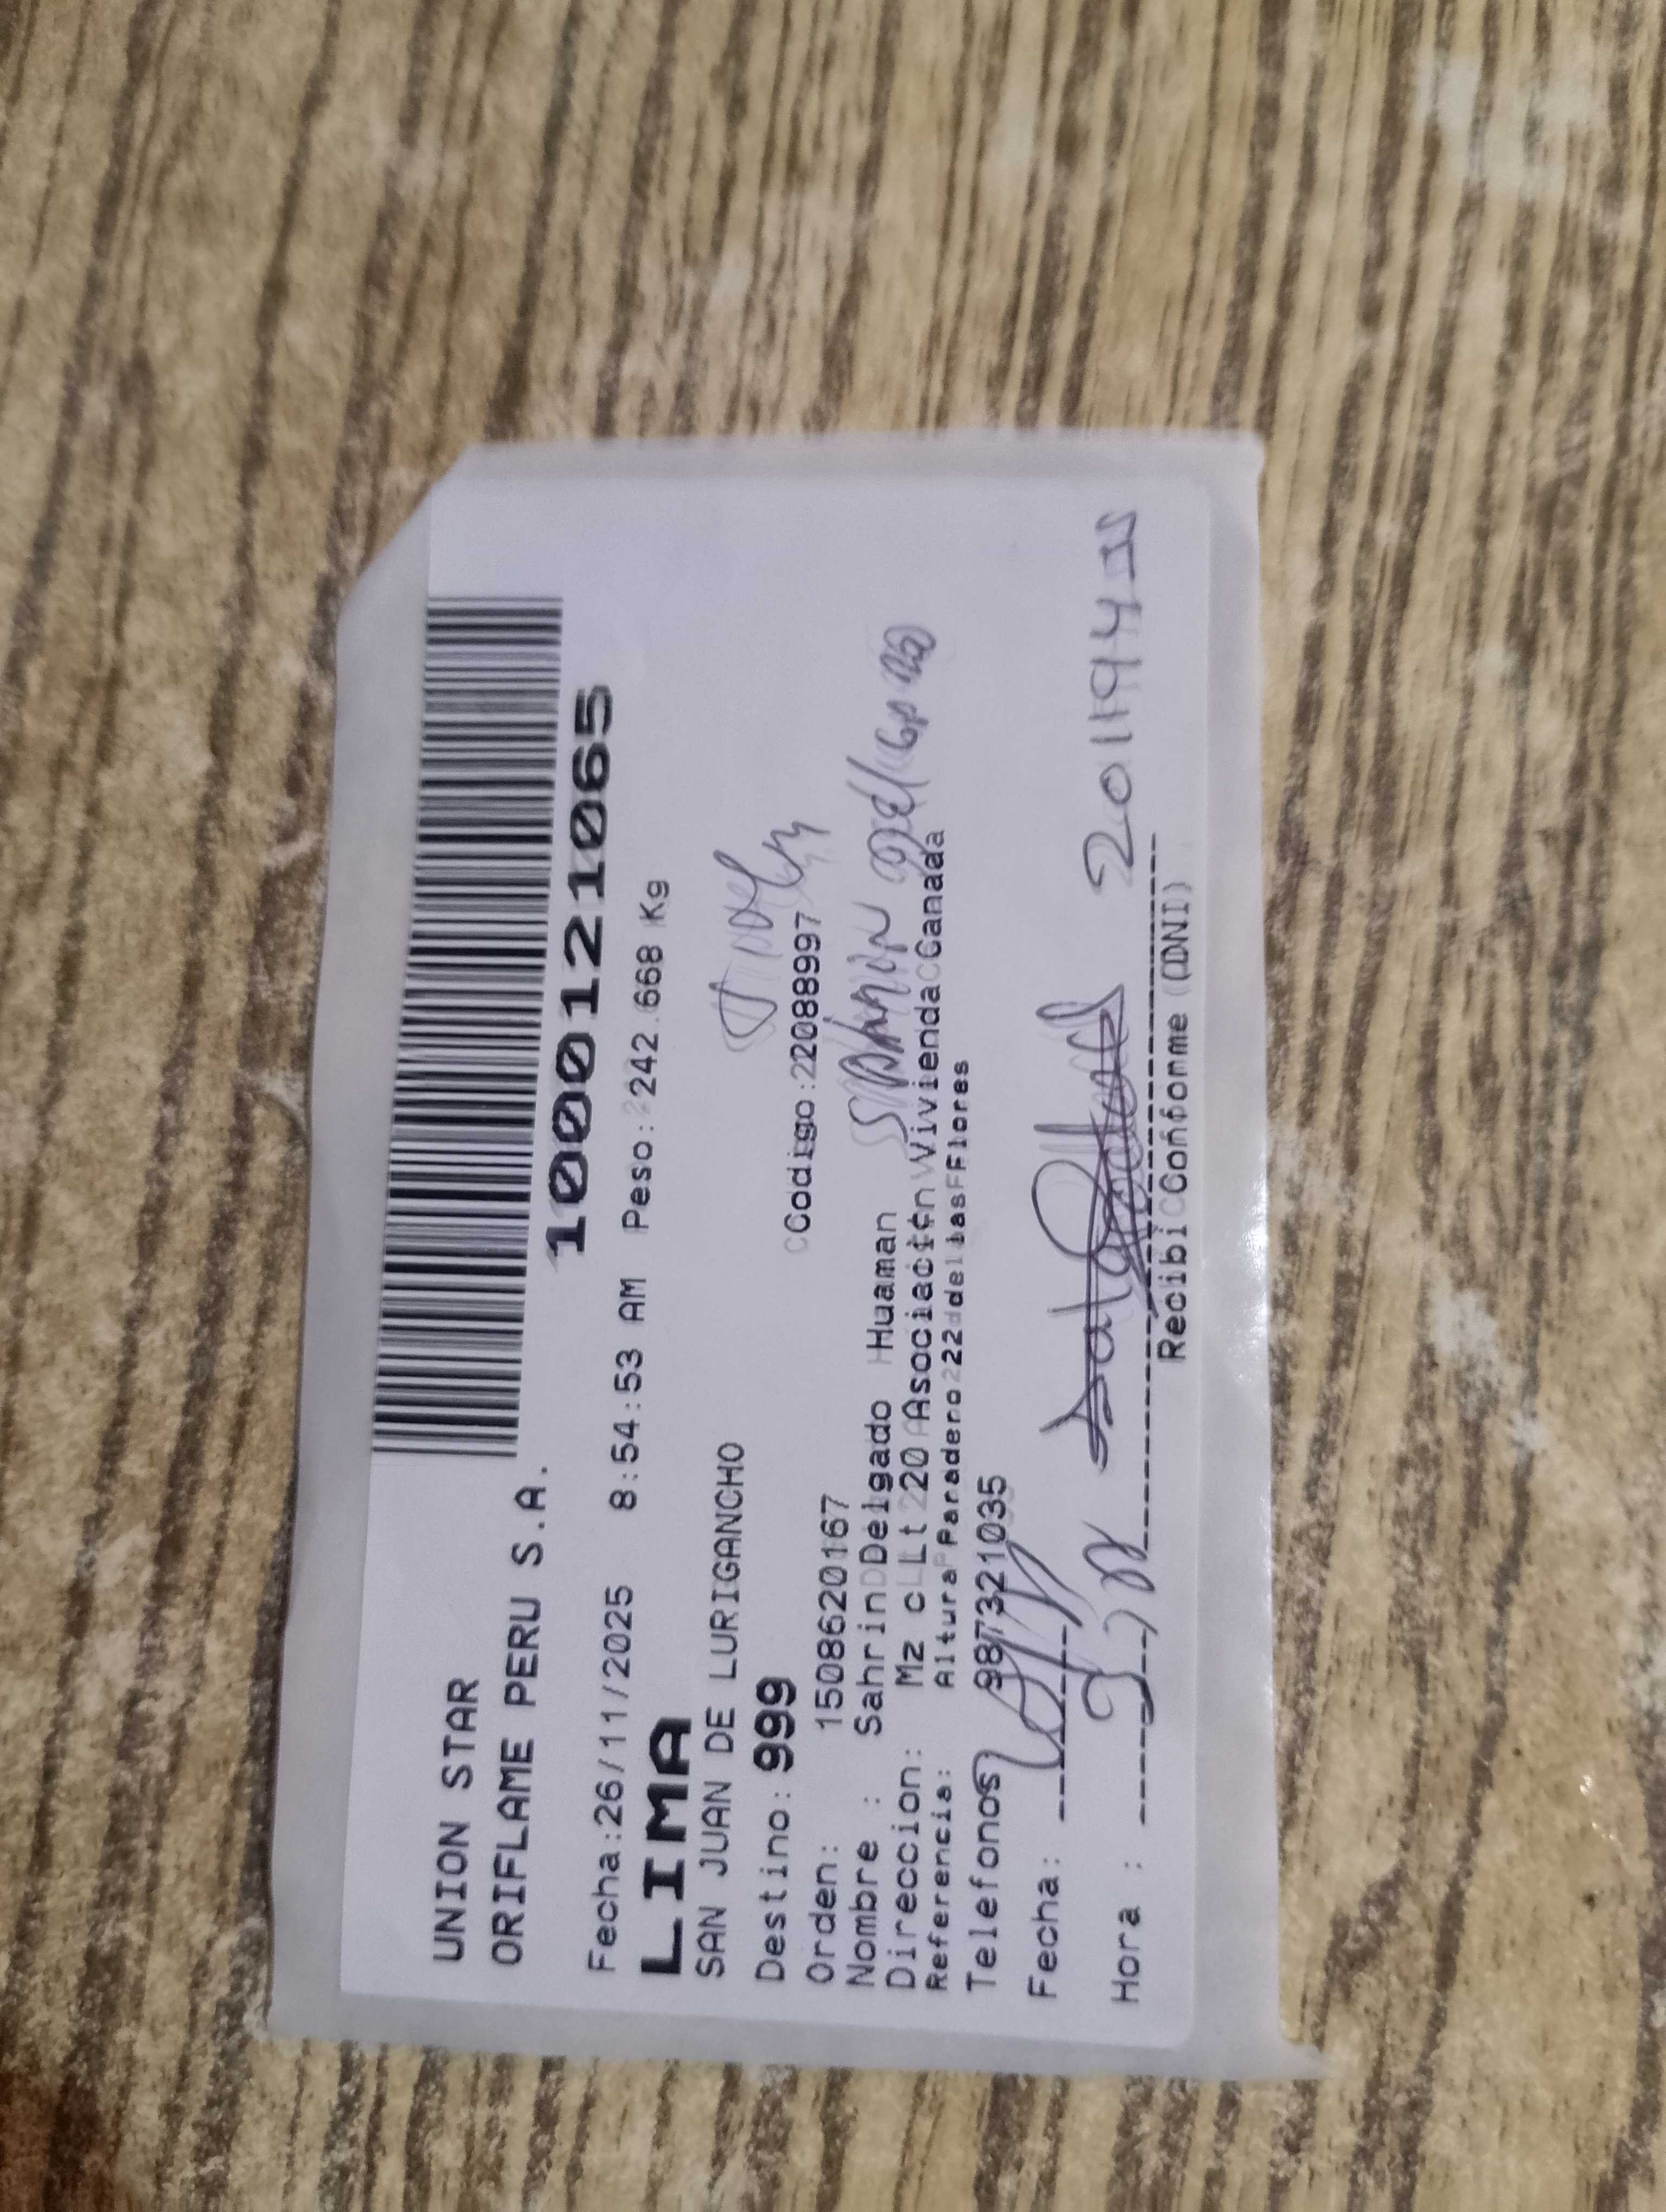 UNION STAR
ORIFLAME PERU S.A.
1000121065
Fecha:26/11/2025 8:54:53 AM Peso: 242.668 Kg
LIMA
SAN JUAN DE LURIGANCHO
Destino: 999
Codigo:22088997
Orden: 1508620167
Nombre : Sahrin Delgado Huaman
Direccion: Mz c Lt 20 Asociación Vivienda Canada
Referencia: Altura Paradero 22 de las Flores
Telefonos 987321035
Fecha:
Hora :
Recibi Conforme (DNI)